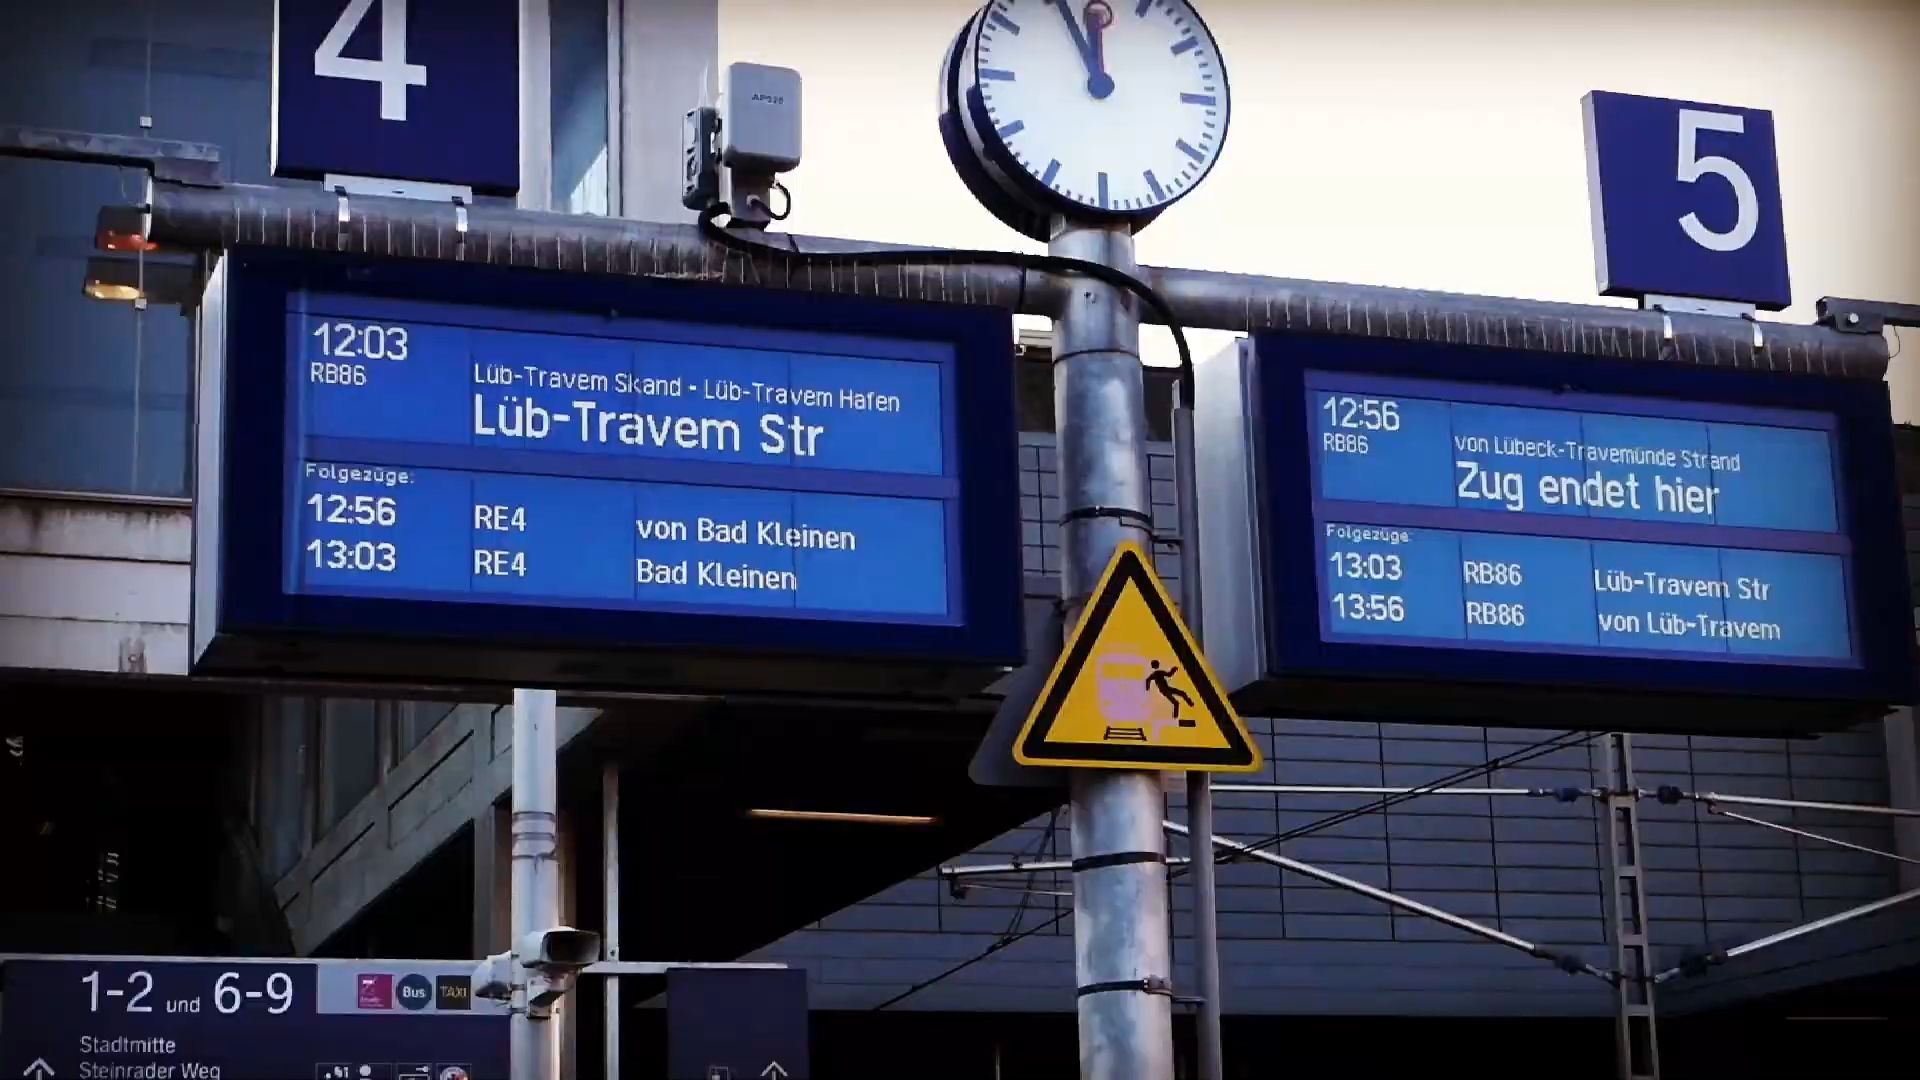 4
5
AP320
12:03
RB86
Lüb-Travem Skand - Lüb-Travem Hafen
Lüb-Travem Str
Folgezüge:
12:56 RE4 von Bad Kleinen
13:03 RE4 Bad Kleinen
12:56
RB86
von Lübeck-Travemünde Strand
Zug endet hier
Folgezüge:
13:03 RB86 Lüb-Travem Str
13:56 RB86 von Lüb-Travem
1-2 und 6-9
Bus
TAXI
Stadtmitte
Steinrader Weg